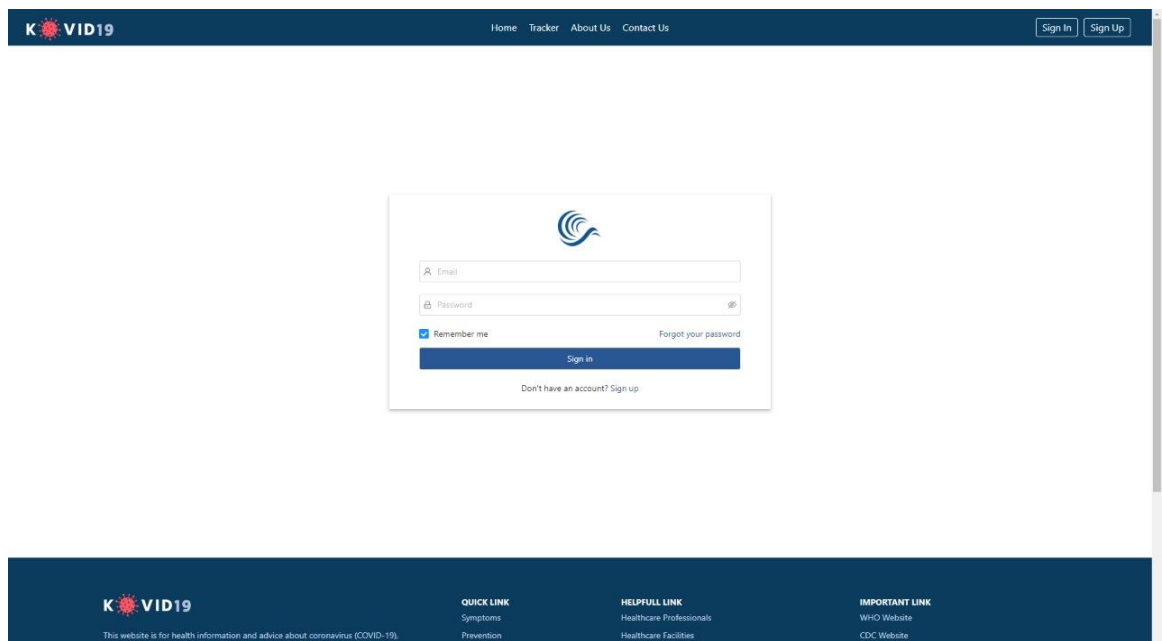 KOVID19
Home Tracker About Us Contact Us
Sign In Sign Up
Email
Password
Remember me Forgot your password
Sign in
Don't have an account? Sign up
KOVID19
This website is for health information and advice about coronavirus (COVID-19),
QUICK LINK
Symptoms
Prevention
HELPFULL LINK
Healthcare Professionals
Healthcare Facilities
IMPORTANT LINK
WHO Website
CDC Website